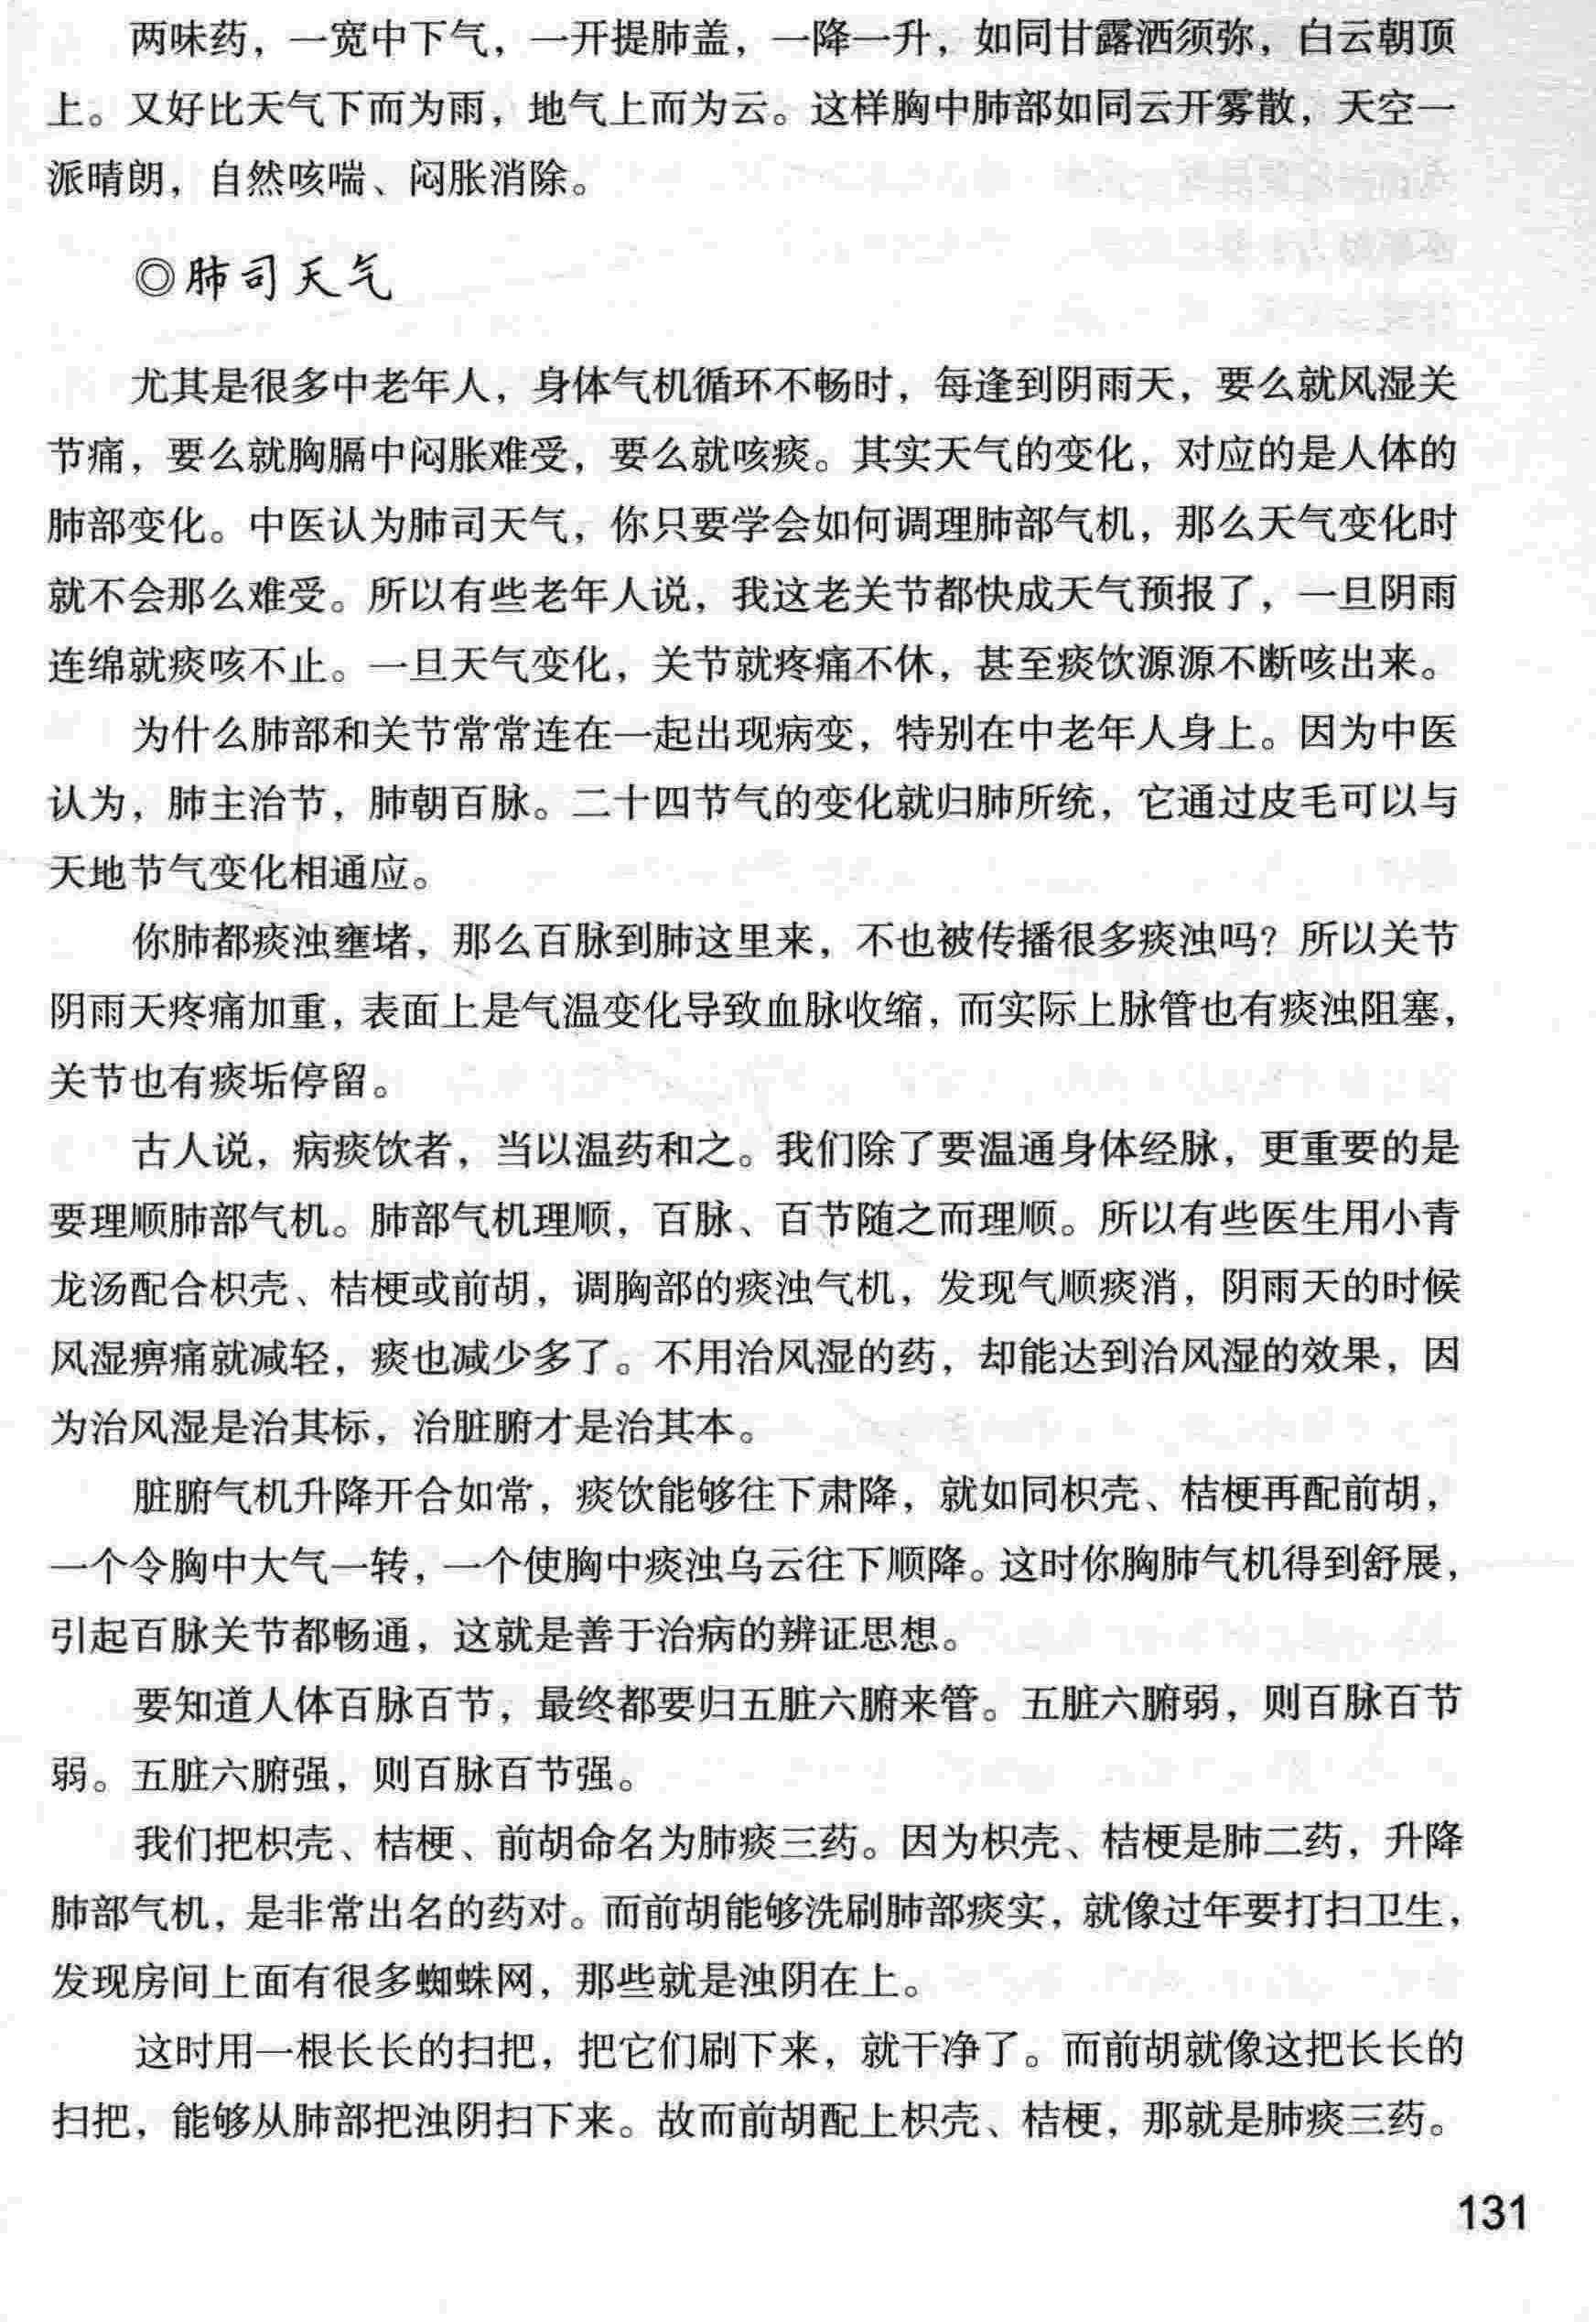 两味药，一宽中下气，一开提肺盖，一降一升，如同甘露洒须弥，白云朝顶
上。又好比天气下而为雨，地气上而为云。这样胸中肺部如同云开雾散，天空一
派晴朗，自然咳喘、闷胀消除。
◎肺司天气
尤其是很多中老年人，身体气机循环不畅时，每逢到阴雨天，要么就风湿关
节痛，要么就胸膈中闷胀难受，要么就咳痰。其实天气的变化，对应的是人体的
肺部变化。中医认为肺司天气，你只要学会如何调理肺部气机，那么天气变化时
就不会那么难受。所以有些老年人说，我这老关节都快成天气预报了，一旦阴雨
连绵就痰咳不止。一旦天气变化，关节就疼痛不休，甚至痰饮源源不断咳出来。
为什么肺部和关节常常连在一起出现病变，特别在中老年人身上。因为中医
认为，肺主治节，肺朝百脉。二十四节气的变化就归肺所统，它通过皮毛可以与
天地节气变化相通应。
你肺都痰浊壅堵，那么百脉到肺这里来，不也被传播很多痰浊吗？所以关节
阴雨天疼痛加重，表面上是气温变化导致血脉收缩，而实际上脉管也有痰浊阻塞，
关节也有痰垢停留。
古人说，病痰饮者，当以温药和之。我们除了要温通身体经脉，更重要的是
要理顺肺部气机。肺部气机理顺，百脉、百节随之而理顺。所以有些医生用小青
龙汤配合枳壳、桔梗或前胡，调胸部的痰浊气机，发现气顺痰消，阴雨天的时候
风湿痹痛就减轻，痰也减少多了。不用治风湿的药，却能达到治风湿的效果，因
为治风湿是治其标，治脏腑才是治其本。
脏腑气机升降开合如常，痰饮能够往下肃降，就如同枳壳、桔梗再配前胡，
一个令胸中大气一转，一个使胸中痰浊乌云往下顺降。这时你胸肺气机得到舒展，
引起百脉关节都畅通，这就是善于治病的辨证思想。
要知道人体百脉百节，最终都要归五脏六腑来管。五脏六腑弱，则百脉百节
弱。五脏六腑强，则百脉百节强。
我们把枳壳、桔梗、前胡命名为肺痰三药。因为枳壳、桔梗是肺二药，升降
肺部气机，是非常出名的药对。而前胡能够洗刷肺部痰实，就像过年要打扫卫生，
发现房间上面有很多蜘蛛网，那些就是浊阴在上。
这时用一根长长的扫把，把它们刷下来，就干净了。而前胡就像这把长长的
扫把，能够从肺部把浊阴扫下来。故而前胡配上枳壳、桔梗，那就是肺痰三药。
131